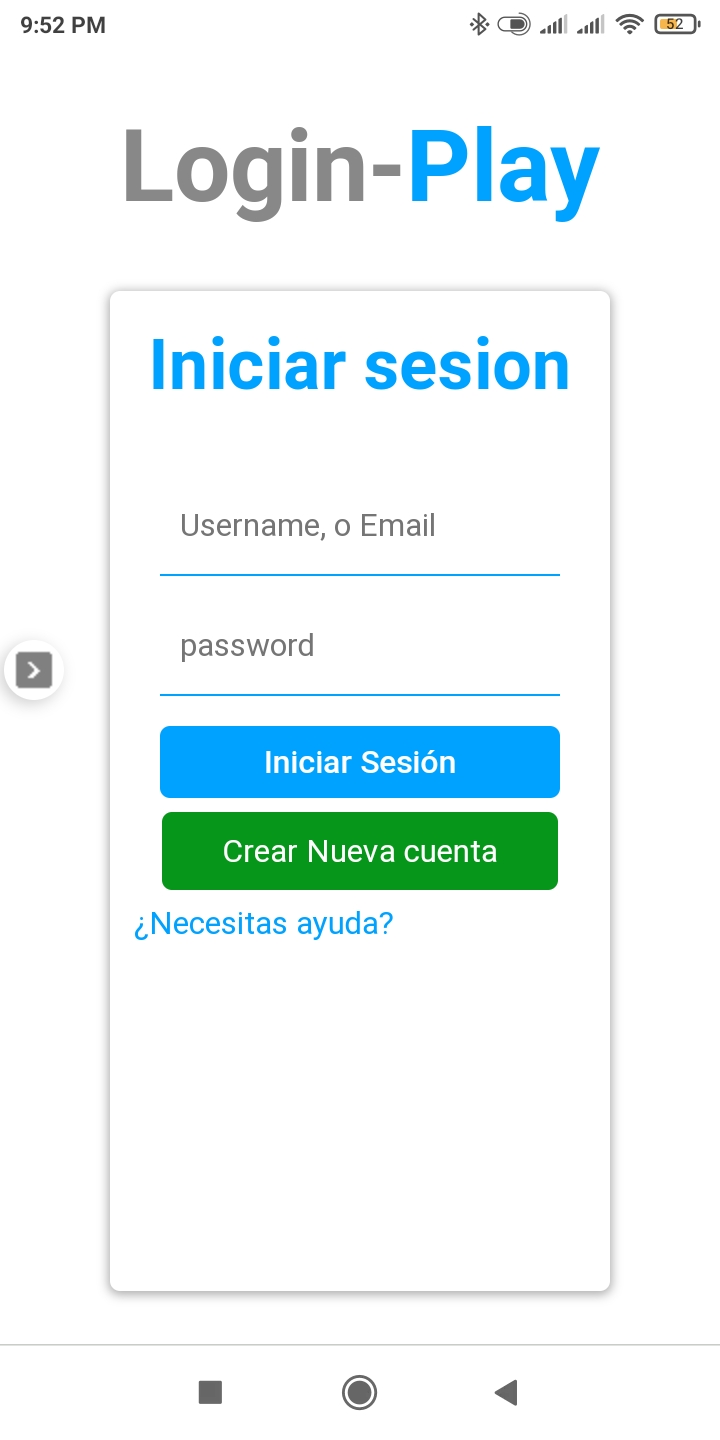 9:52 PM
52
Login-Play
Iniciar sesion
Username, o Email
password
Iniciar Sesión
Crear Nueva cuenta
¿Necesitas ayuda?